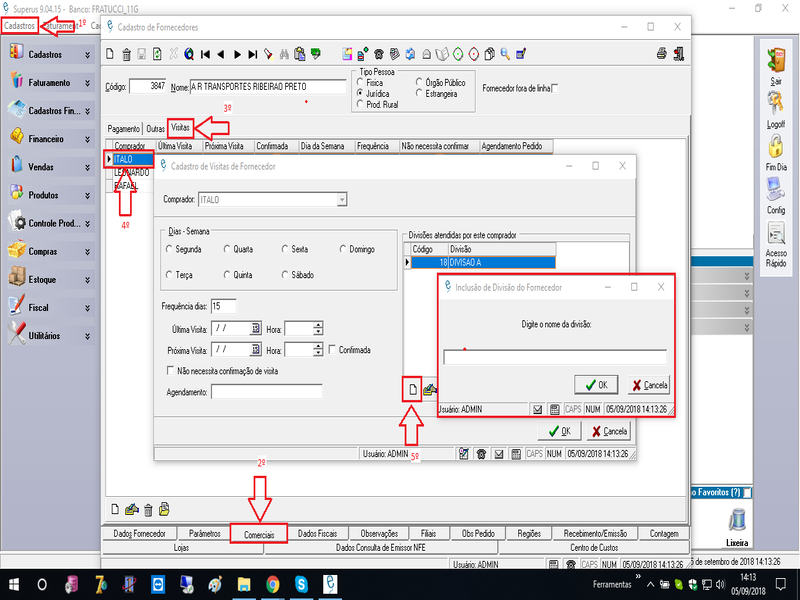 Superus 9.04.15 - Banco: FRATUCCI_11G
Cadastros
1º
Cadastro de Fornecedores
Código: 3847 Nome: A R TRANSPORTES RIBEIRAO PRETO
Tipo Pessoa
Física
Órgão Público
Jurídica
Estrangeira
Prod. Rural
Fornecedor fora de linha
3º
Pagamento
Outras
Visitas
Comprador
Última Visita
Próxima Visita
Confirmada
Dia da Semana
Frequência
Não necessita confirmar
Agendamento Pedido
ITALO
LEONARDO
RAFAEL
4º
Cadastros
Faturamento
Cadastros Fin...
Financeiro
Vendas
Produtos
Controle Prod...
Compras
Estoque
Fiscal
Utilitários
Cadastro de Visitas de Fornecedor
Comprador: ITALO
Dias - Semana
Segunda
Quarta
Sexta
Domingo
Terça
Quinta
Sábado
Frequência dias: 15
Última Visita: / / 15 Hora: :
Próxima Visita: / / 15 Hora: : Confirmada
Não necessita confirmação de visita
Agendamento:
Divisões atendidas por este comprador
Código
Divisão
18 DIVISAO A
Inclusão de Divisão do Fornecedor
Digite o nome da divisão:
OK
Cancela
Usuário: ADMIN
CAPS
NUM
05/09/2018 14:13:26
OK
Cancela
Usuário: ADMIN
CAPS
NUM
05/09/2018 14:13:26
5º
2º
Dados Fornecedor
Parâmetros
Comerciais
Dados Fiscais
Observações
Filiais
Obs Pedido
Regiões
Recebimento/Emissão
Contagem
Lojas
Dados Consulta de Emissor NFE
Centro de Custos
Usuário: ADMIN
CAPS
NUM
05/09/2018 14:13:26
Sair
Logoff
Fim Dia
Config
Acesso
Rápido
o Favoritos (?)
Lixeira
de setembro de 2018 14:13:26
Ferramentas
14:13
05/09/2018